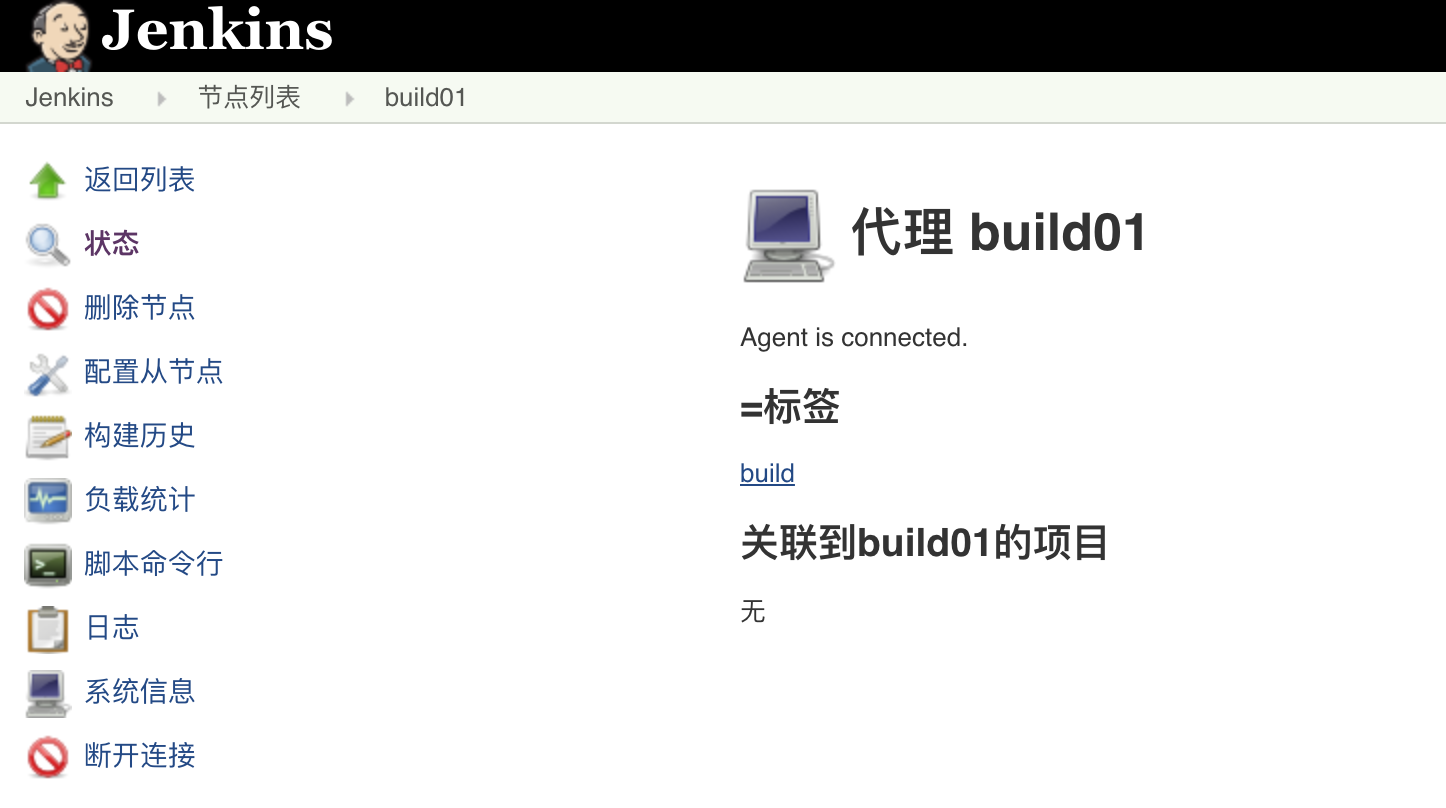 Jenkins
Jenkins 节点列表 build01
返回列表
状态
删除节点
配置从节点
构建历史
负载统计
脚本命令行
日志
系统信息
断开连接
代理 build01
Agent is connected.
=标签
build
关联到build01的项目
无